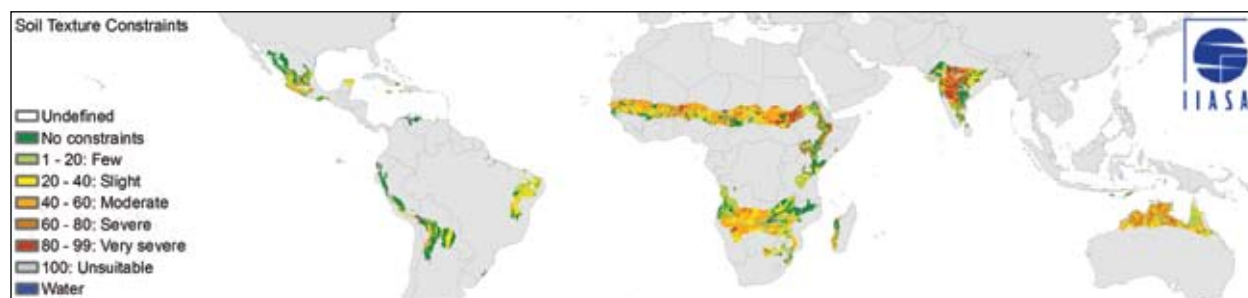 Soil Texture Constraints
Undefined
No constraints
1 - 20: Few
20 - 40: Slight
40 - 60: Moderate
60 - 80: Severe
80 - 99: Very severe
100: Unsuitable
Water
IIASA